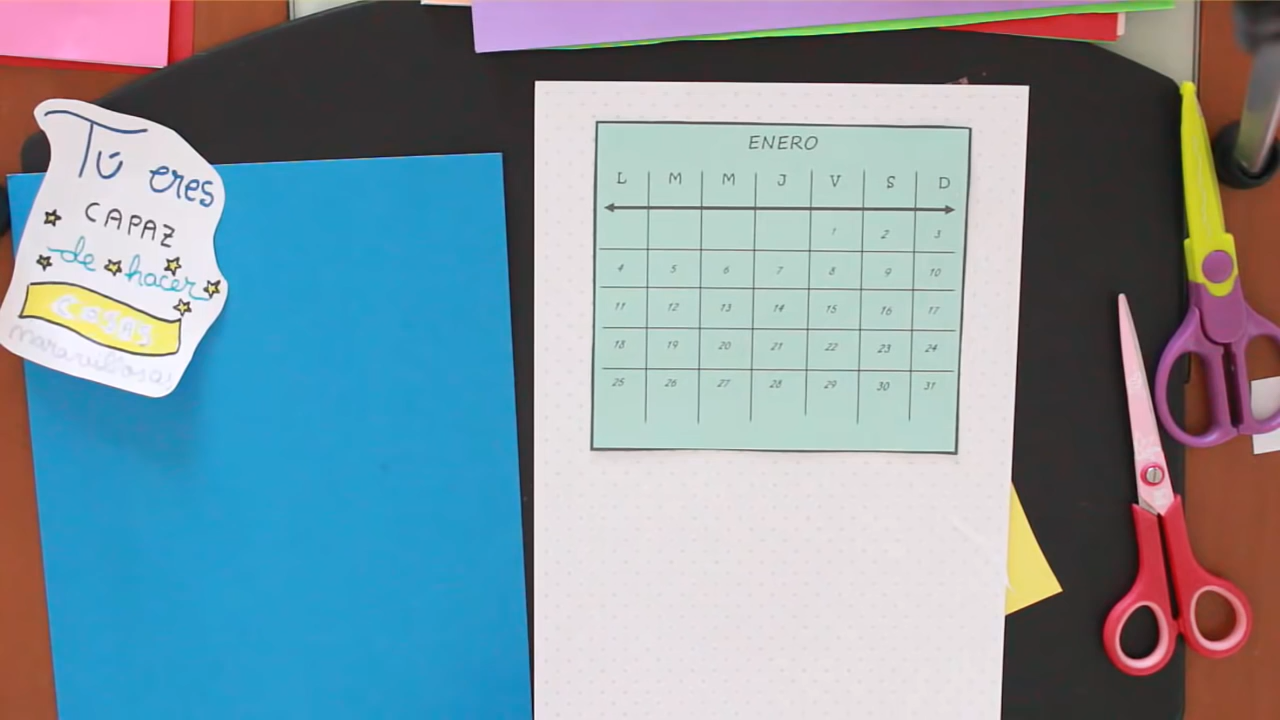 Tú eres
CAPAZ
de hacer
COSAS
maravillosas
ENERO
L M M J V S D
1 2 3
4 5 6 7 8 9 10
11 12 13 14 15 16 17
18 19 20 21 22 23 24
25 26 27 28 29 30 31